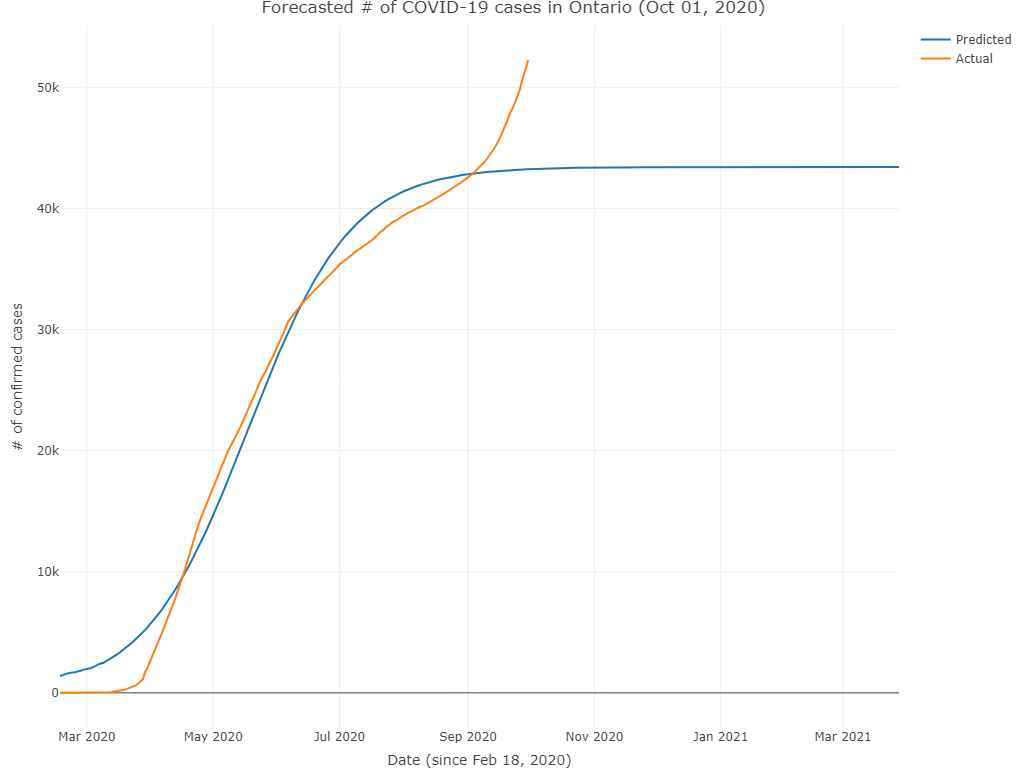 Forecasted # of COVID-19 cases in Ontario (Oct 01, 2020)
Predicted
Actual
50k
40k
30k
20k
10k
0
# of confirmed cases
Mar 2020 May 2020 Jul 2020 Sep 2020 Nov 2020 Jan 2021 Mar 2021
Date (since Feb 18, 2020)